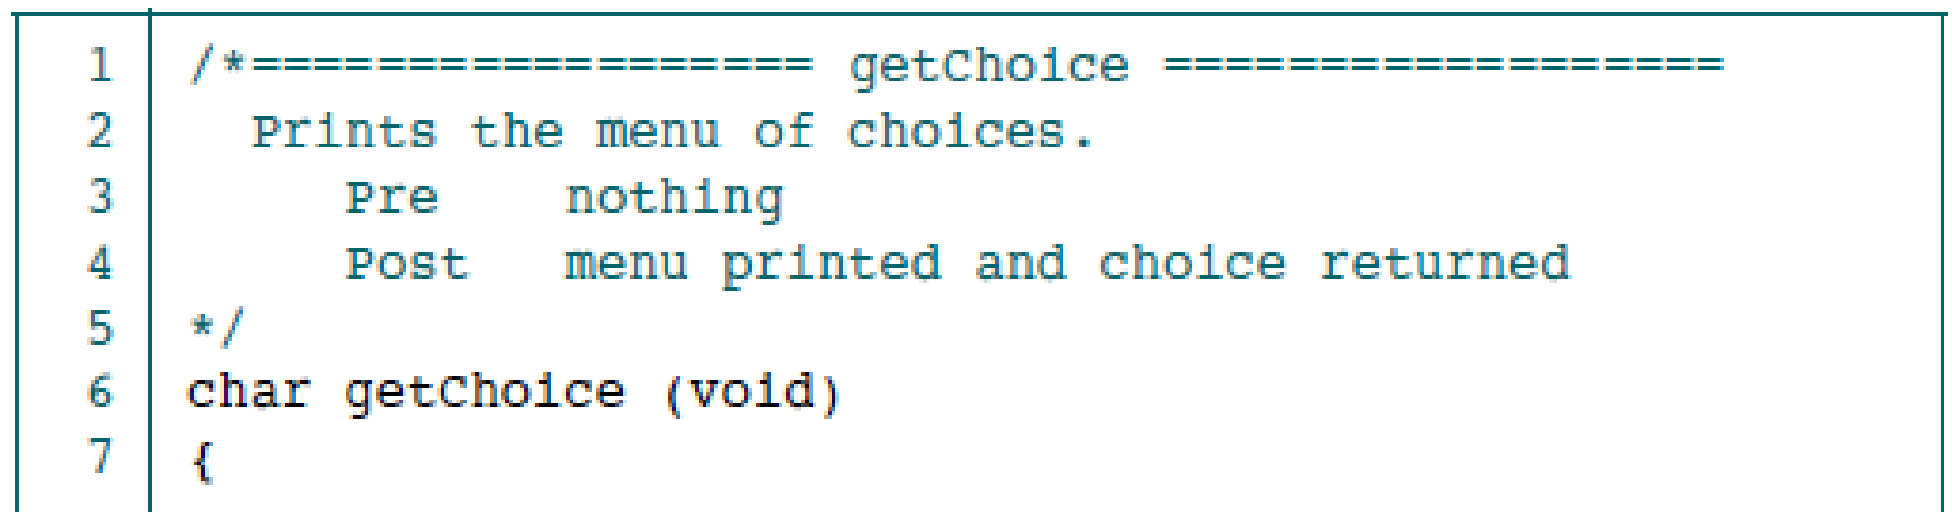 1 /*================== getChoice ==================
2 Prints the menu of choices.
3 Pre nothing
4 Post menu printed and choice returned
5 */
6 char getChoice (void)
7 {